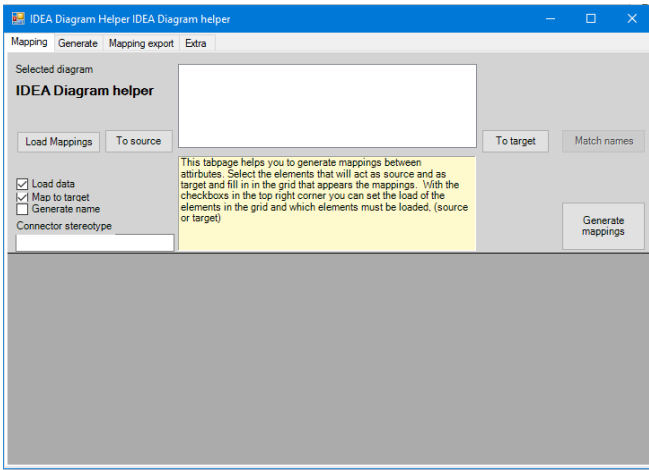 IDEA Diagram Helper IDEA Diagram helper
Mapping Generate Mapping export Extra
Selected diagram
IDEA Diagram helper
Load Mappings To source To target Match names
This tabpage helps you to generate mappings between
attirbutes. Select the elements that will act as source and as
target and fill in in the grid that appears the mappings. With the
checkboxs in the top right corner you can set the load of the
elements in the grid and which elements must be loaded, (source
or target)
Load data
Map to target
Generate name
Connector stereotype
Generate
mappings